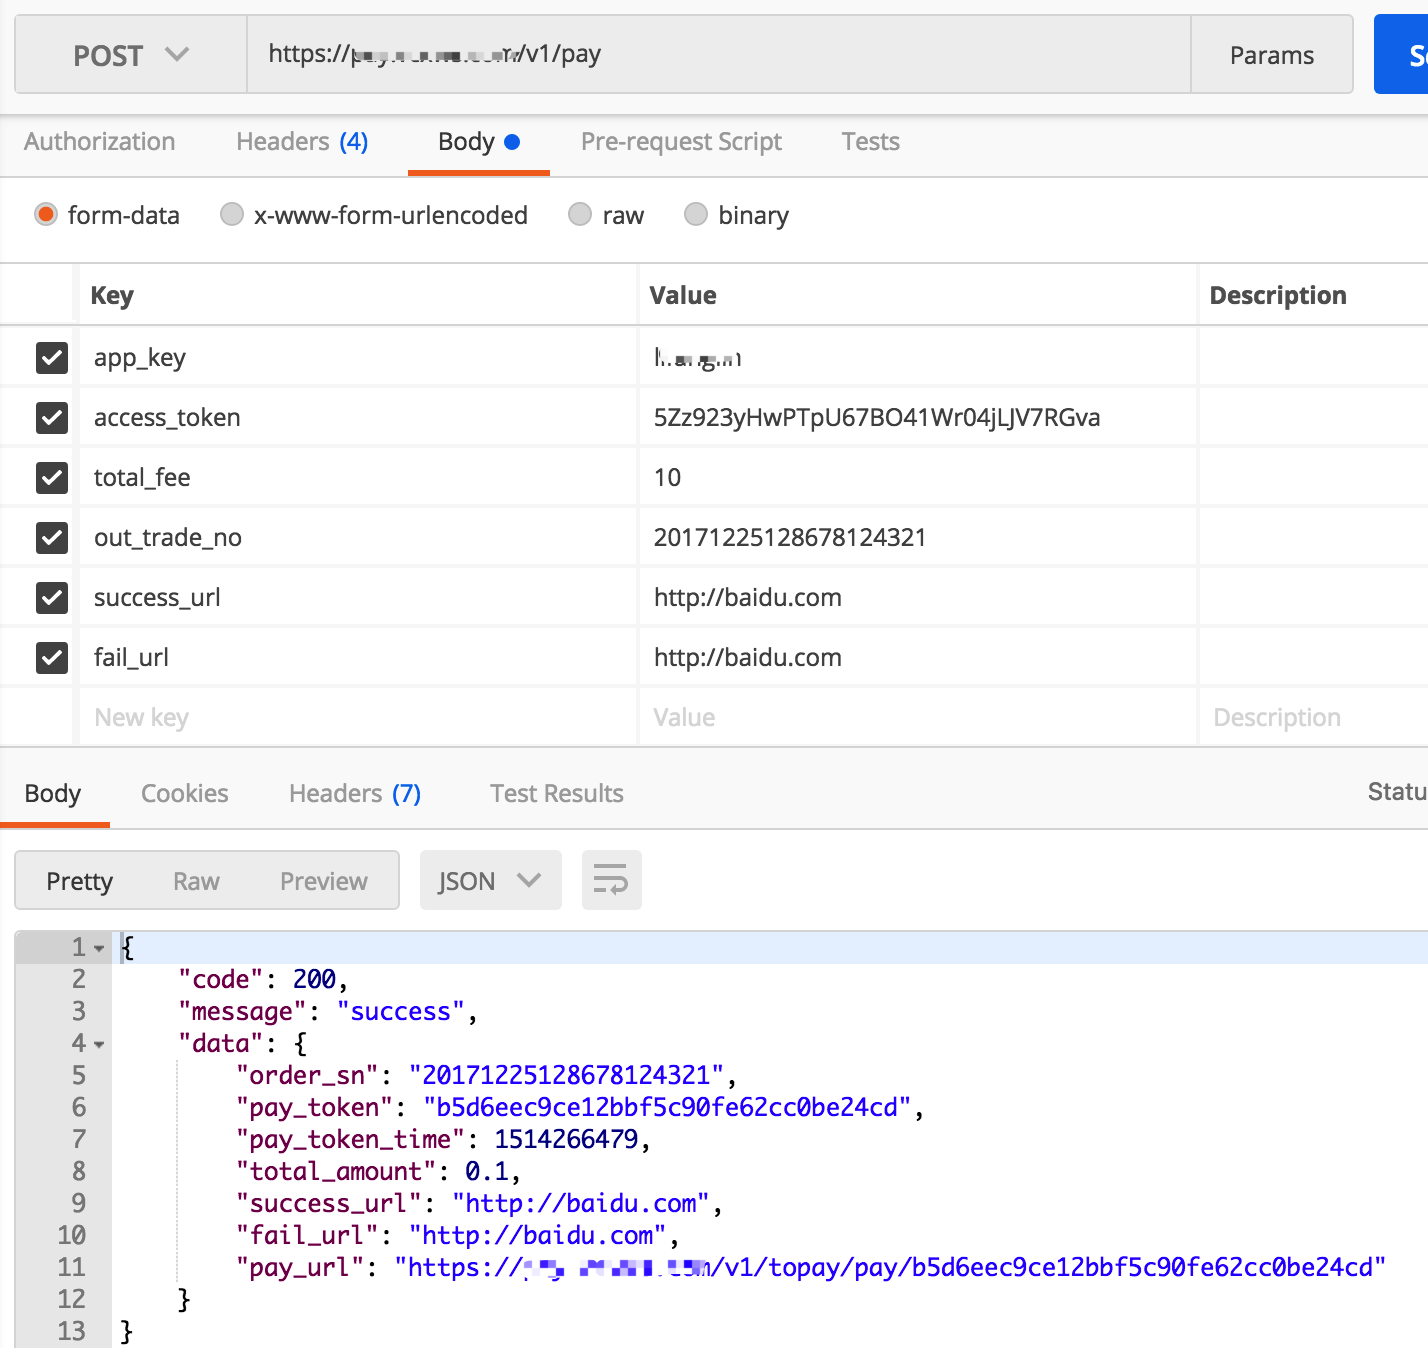 POST https:// /v1/pay Params
Authorization Headers (4) Body Pre-request Script Tests
form-data x-www-form-urlencoded raw binary
Key Value Description
app_key
access_token 5Zz923yHwPTpU67BO41Wr04jLJV7RGva
total_fee 10
out_trade_no 20171225128678124321
success_url http://baidu.com
fail_url http://baidu.com
New key Value Description
Body Cookies Headers (7) Test Results
Pretty Raw Preview JSON
1 {
2 "code": 200,
3 "message": "success",
4 "data": {
5 "order_sn": "20171225128678124321",
6 "pay_token": "b5d6eec9ce12bbf5c90fe62cc0be24cd",
7 "pay_token_time": 1514266479,
8 "total_amount": 0.1,
9 "success_url": "http://baidu.com",
10 "fail_url": "http://baidu.com",
11 "pay_url": "https:// /v1/topay/pay/b5d6eec9ce12bbf5c90fe62cc0be24cd"
12 }
13 }